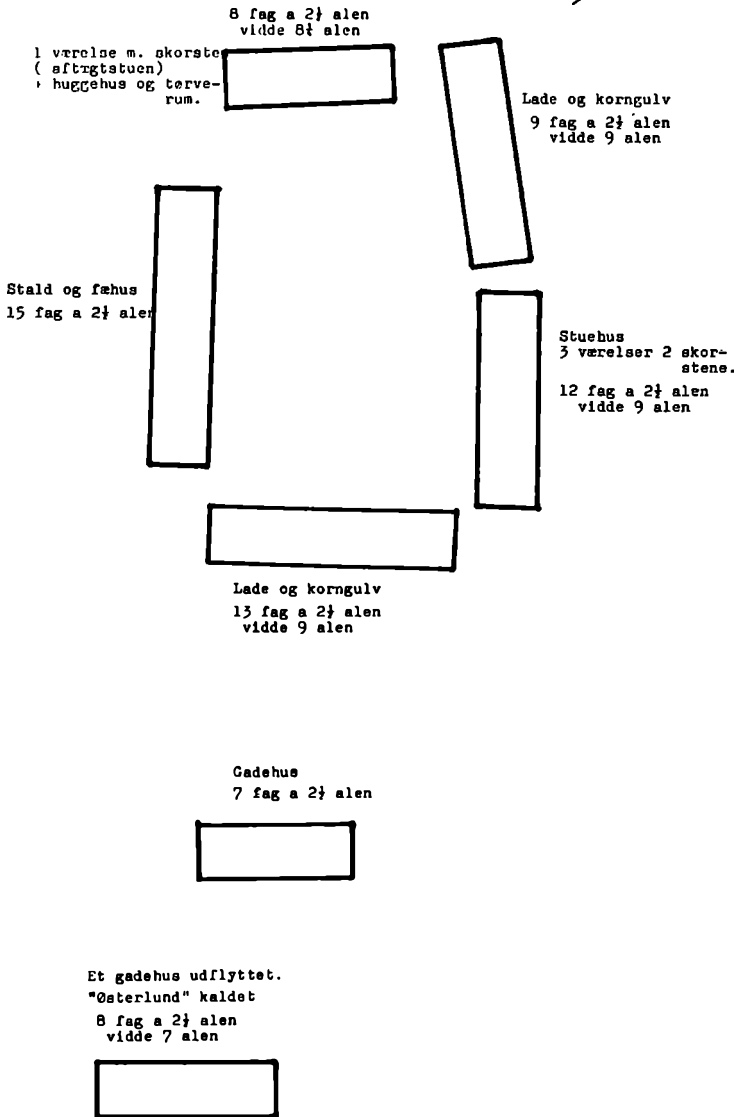 8 fag a 2½ alen
vidde 8½ alen
1 værelse m. skorste
( aftægtstuen)
+ huggehus og tørve-
rum.
Lade og korngulv
9 fag a 2½ alen
vidde 9 alen
Stald og fæhus
15 fag a 2½ alen
Stuehus
3 værelser 2 skor-
stene.
12 fag a 2½ alen
vidde 9 alen
Lade og korngulv
13 fag a 2½ alen
vidde 9 alen
Gadehus
7 fag a 2½ alen
Et gadehus udflyttet.
"Østerlund" kaldet
8 fag a 2½ alen
vidde 7 alen